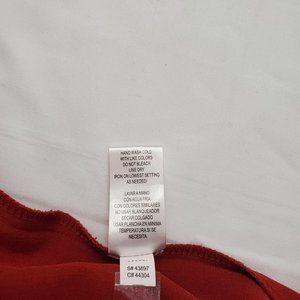 HAND WASH COLD
WITH LIKE COLORS
DO NOT BLEACH
LINE DRY
IRON ON LOWEST SETTING
AS NEEDED/
LAVAR A MANO
CON AGUA FRIA
CON COLORES SIMILARES
NO USAR BLANQUEADOR
SECAR COLGADO
USAR PLANCHA EN MINIMA
TEMPERATURA SI SE
NECESITA
S# 43897
C# 44304